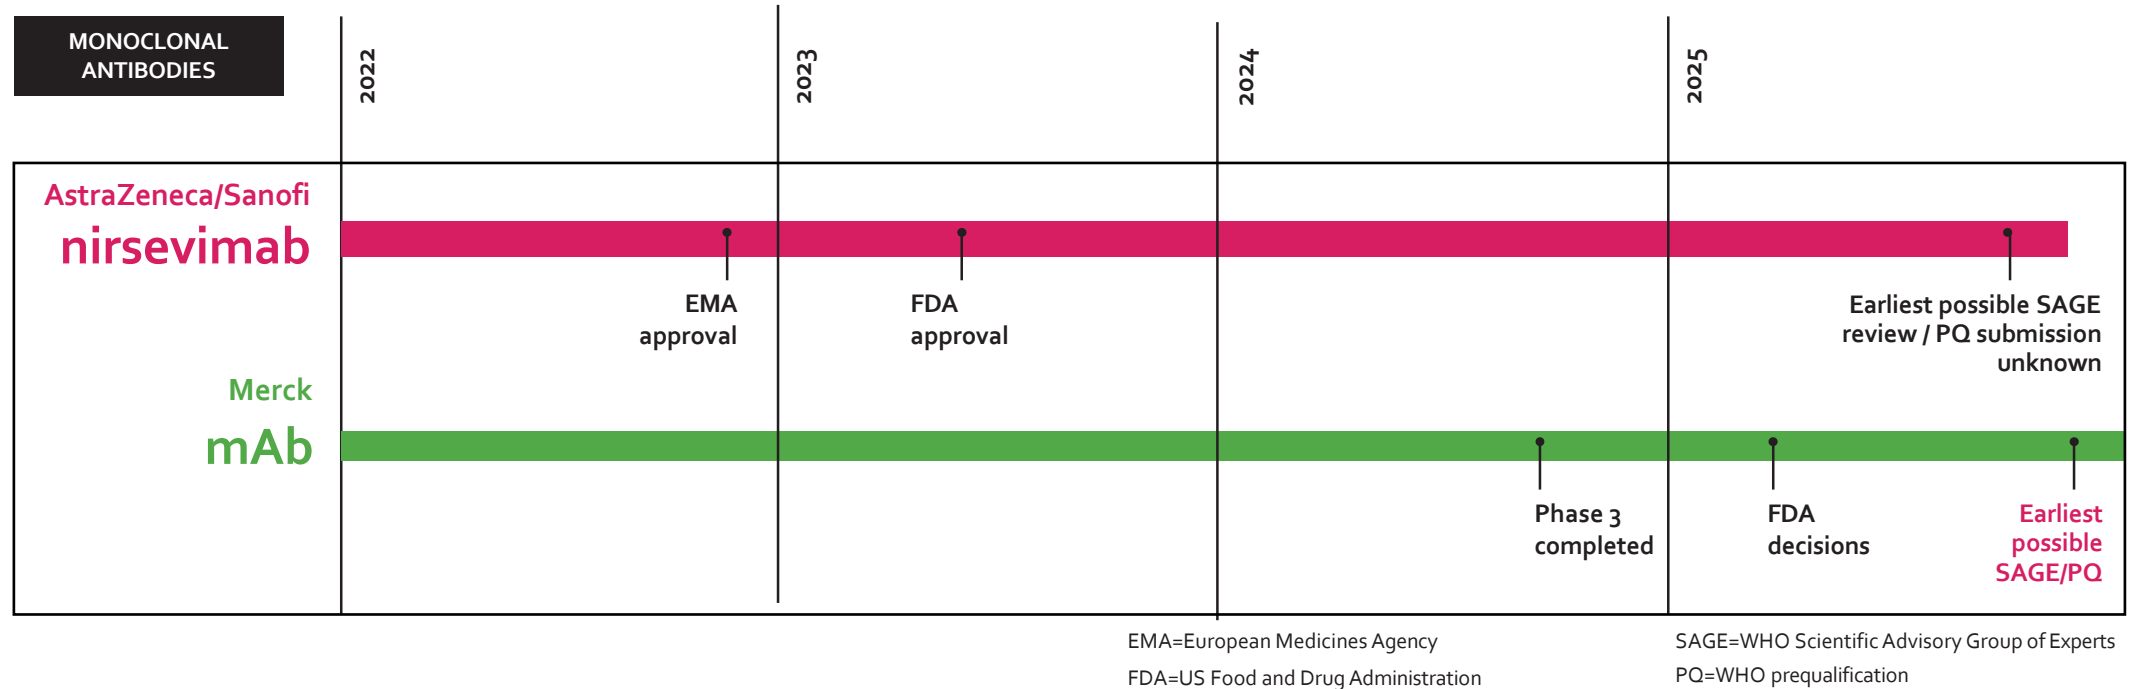 MONOCLONAL
ANTIBODIES
2022
2023
2024
2025
AstraZeneca/Sanofi
nirsevimab
EMA
approval
FDA
approval
Earliest possible SAGE
review / PQ submission
unknown
Merck
mAb
Phase 3
completed
FDA
decisions
Earliest
possible
SAGE/PQ
EMA=European Medicines Agency
FDA=US Food and Drug Administration
SAGE=WHO Scientific Advisory Group of Experts
PQ=WHO prequalification